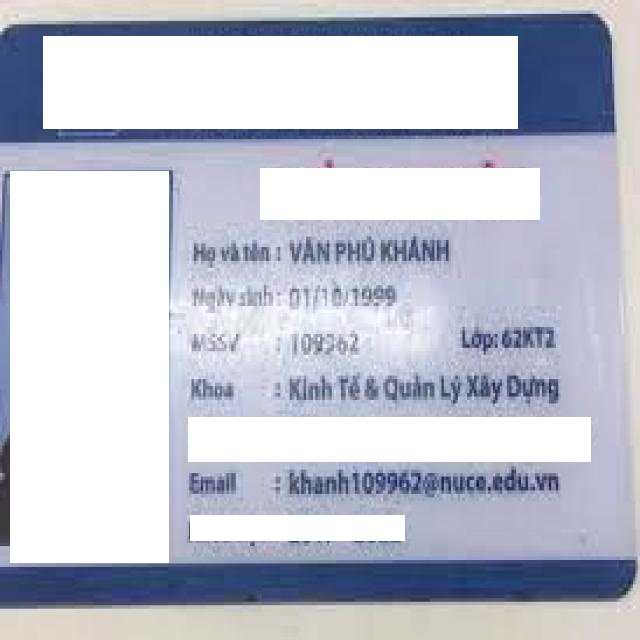 Họ và tên : VĂN PHÚ KHÁNH
Ngày sinh : 01/10/1999
MSSV : 109962 Lớp: 62KT2
Khoa : Kinh Tế & Quản Lý Xây Dựng
Email : khanh109962@nuce.edu.vn